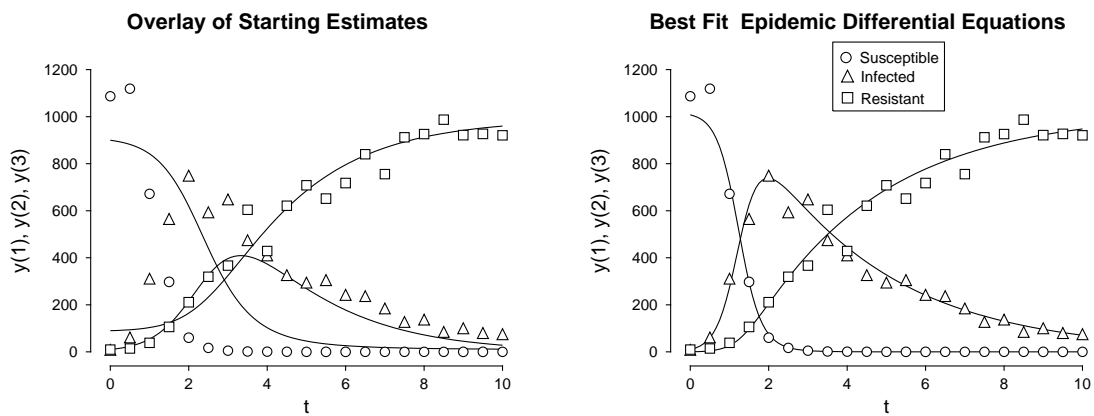 Overlay of Starting Estimates
1200
1000
800
600
400
200
0
y(1), y(2), y(3)
0 2 4 6 8 10
t
Best Fit Epidemic Differential Equations
Susceptible
Infected
Resistant
1200
1000
800
600
400
200
0
y(1), y(2), y(3)
0 2 4 6 8 10
t